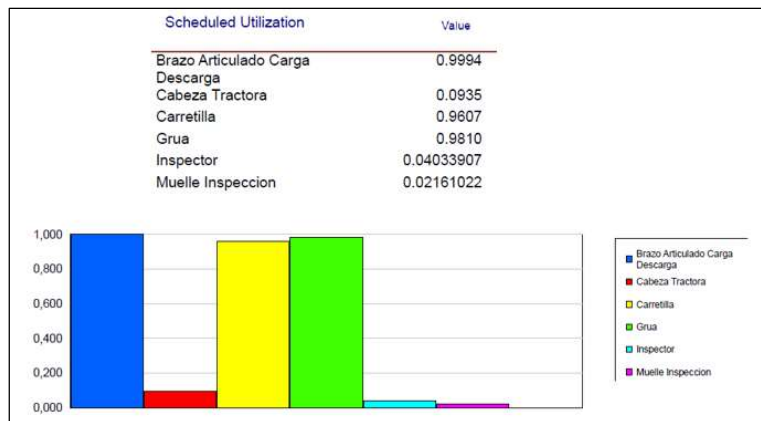 Scheduled Utilization Value
Brazo Articulado Carga 0.9994
Descarga
Cabeza Tractora 0.0935
Carretilla 0.9607
Grua 0.9810
Inspector 0.04033907
Muelle Inspeccion 0.02161022
1,000
0,800
0,600
0,400
0,200
0,000
Brazo Articulado Carga
Descarga
Cabeza Tractora
Carretilla
Grua
Inspector
Muelle Inspeccion